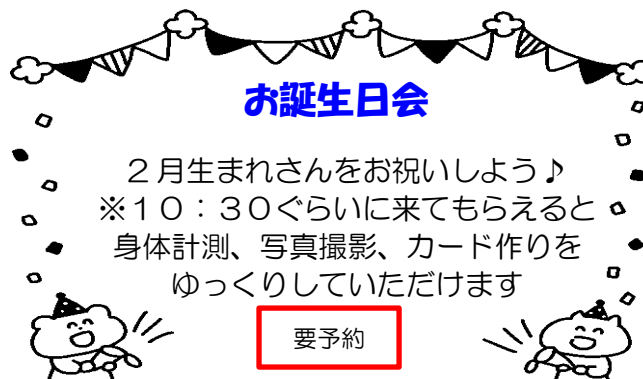 お誕生日会
２月生まれさんをお祝いしよう♪
※１０：３０ぐらいに来てもらえると
身体計測、写真撮影、カード作りを
ゆっくりしていただけます
要予約